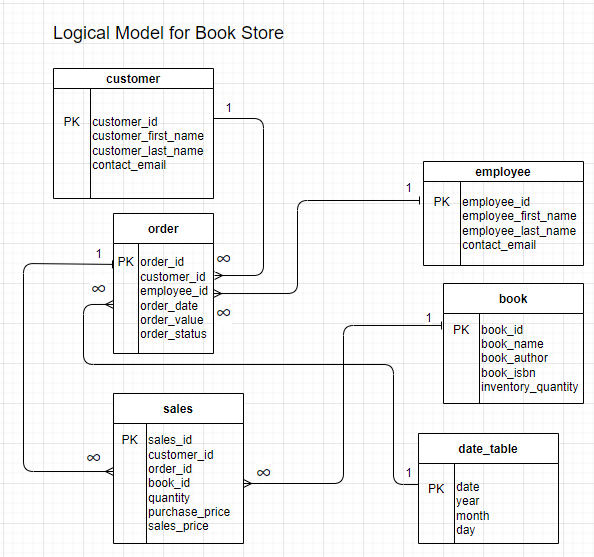 Logical Model for Book Store
customer
PK customer_id
customer_first_name
customer_last_name
contact_email
1
employee
PK employee_id
employee_first_name
employee_last_name
contact_email
1
order
PK order_id
customer_id
employee_id
order_date
order_value
order_status
1
∞
∞
∞
book
PK book_id
book_name
book_author
book_isbn
inventory_quantity
1
sales
PK sales_id
customer_id
order_id
book_id
quantity
purchase_price
sales_price
∞
∞
date_table
PK date
year
month
day
1